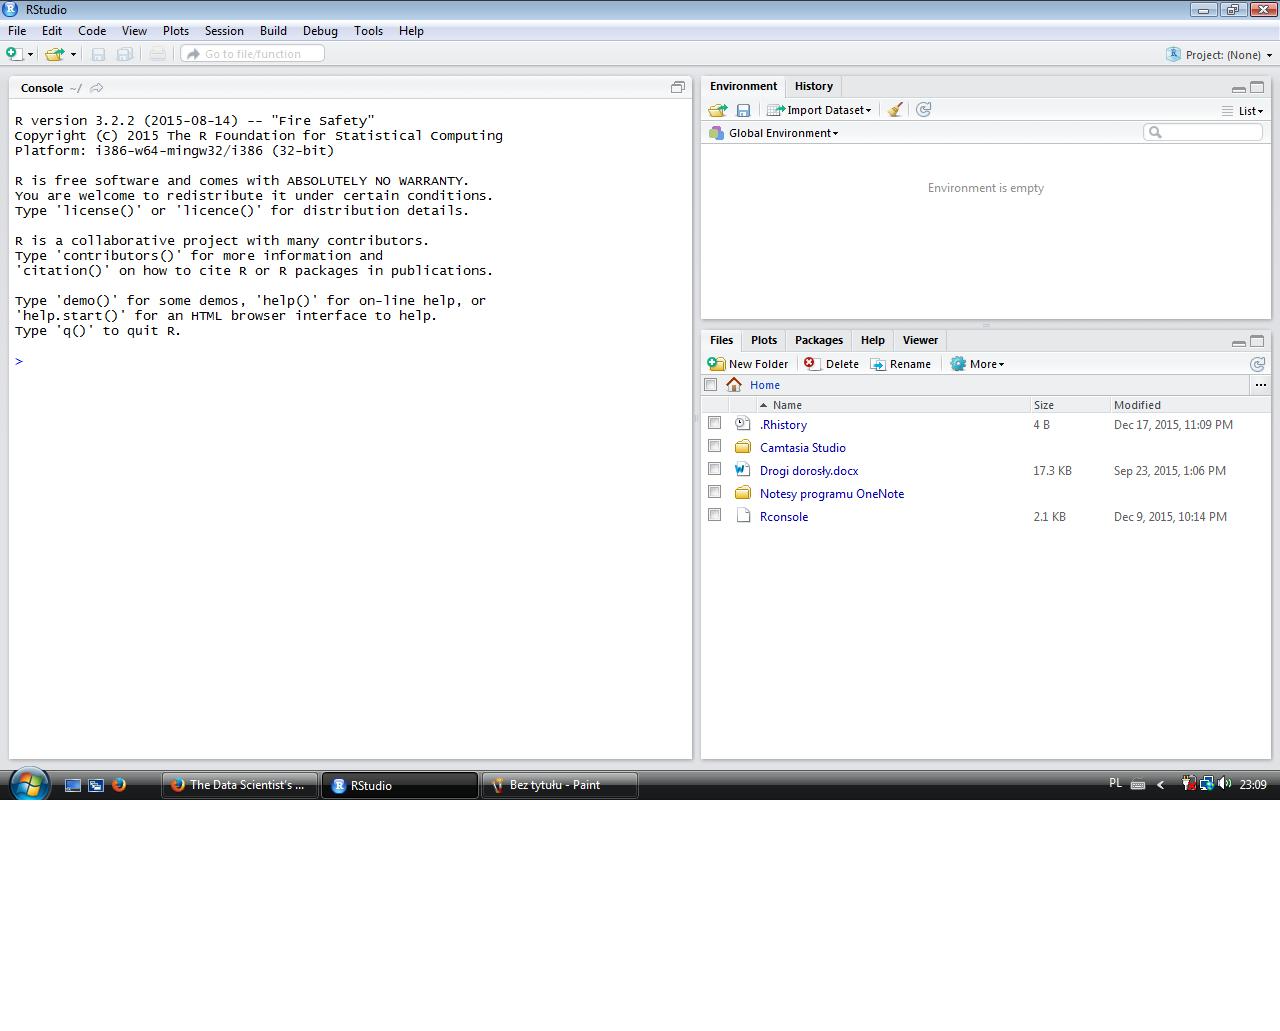 RStudio
File Edit Code View Plots Session Build Debug Tools Help
Go to file/function
Project: (None)
Console ~/
R version 3.2.2 (2015-08-14) -- "Fire Safety"
Copyright (C) 2015 The R Foundation for Statistical Computing
Platform: i386-w64-mingw32/i386 (32-bit)
R is free software and comes with ABSOLUTELY NO WARRANTY.
You are welcome to redistribute it under certain conditions.
Type 'license()' or 'licence()' for distribution details.
R is a collaborative project with many contributors.
Type 'contributors()' for more information and
'citation()' on how to cite R or R packages in publications.
Type 'demo()' for some demos, 'help()' for on-line help, or
'help.start()' for an HTML browser interface to help.
Type 'q()' to quit R.
>
Environment History
Import Dataset List
Global Environment
Environment is empty
Files Plots Packages Help Viewer
New Folder Delete Rename More
Home ...
Name Size Modified
.Rhistory 4 B Dec 17, 2015, 11:09 PM
Camtasia Studio
Drogi dorosły.docx 17.3 KB Sep 23, 2015, 1:06 PM
Notesy programu OneNote
Rconsole 2.1 KB Dec 9, 2015, 10:14 PM
The Data Scientist's ... RStudio Bez tytułu - Paint PL 23:09